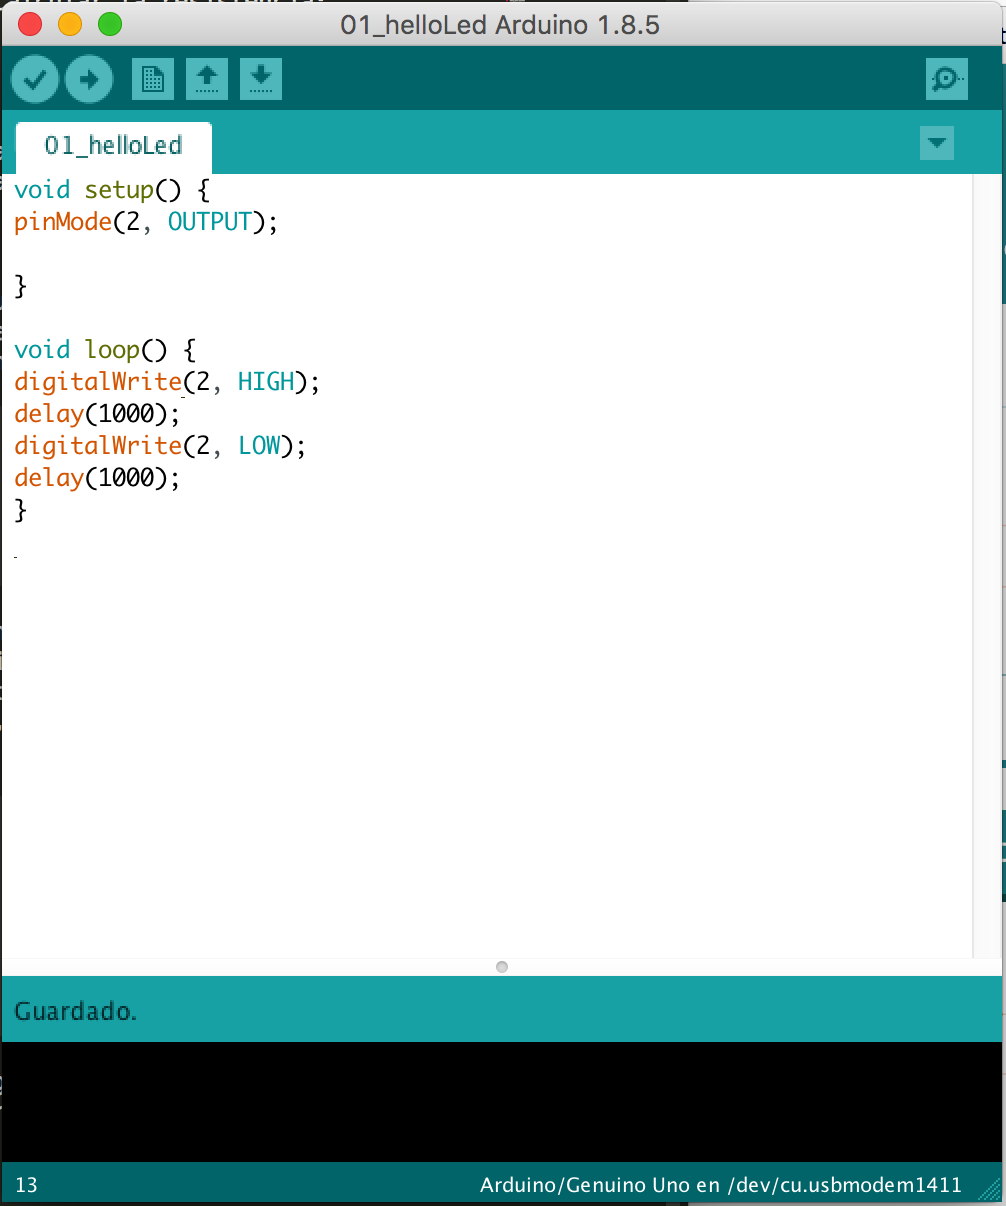 01_helloLed Arduino 1.8.5
01_helloLed
void setup() {
pinMode(2, OUTPUT);
}
void loop() {
digitalWrite(2, HIGH);
delay(1000);
digitalWrite(2, LOW);
delay(1000);
}
Guardado.
13
Arduino/Genuino Uno en /dev/cu.usbmodem1411